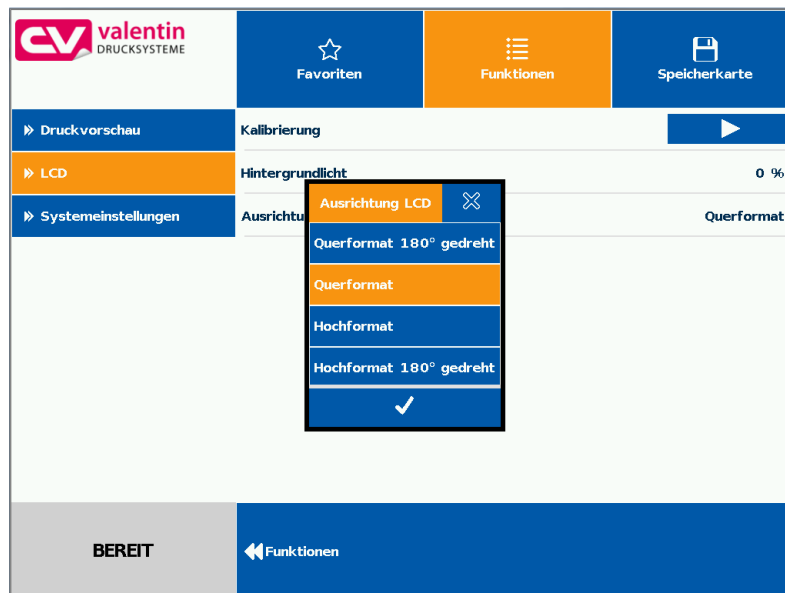 valentin
DRUCKSYSTEME
Favoriten
Funktionen
Speicherkarte
Druckvorschau
Kalibrierung
LCD
Hintergrundlicht
0 %
Systemeinstellungen
Ausrichtu
Querformat
Ausrichtung LCD
Querformat 180° gedreht
Querformat
Hochformat
Hochformat 180° gedreht
BEREIT
Funktionen